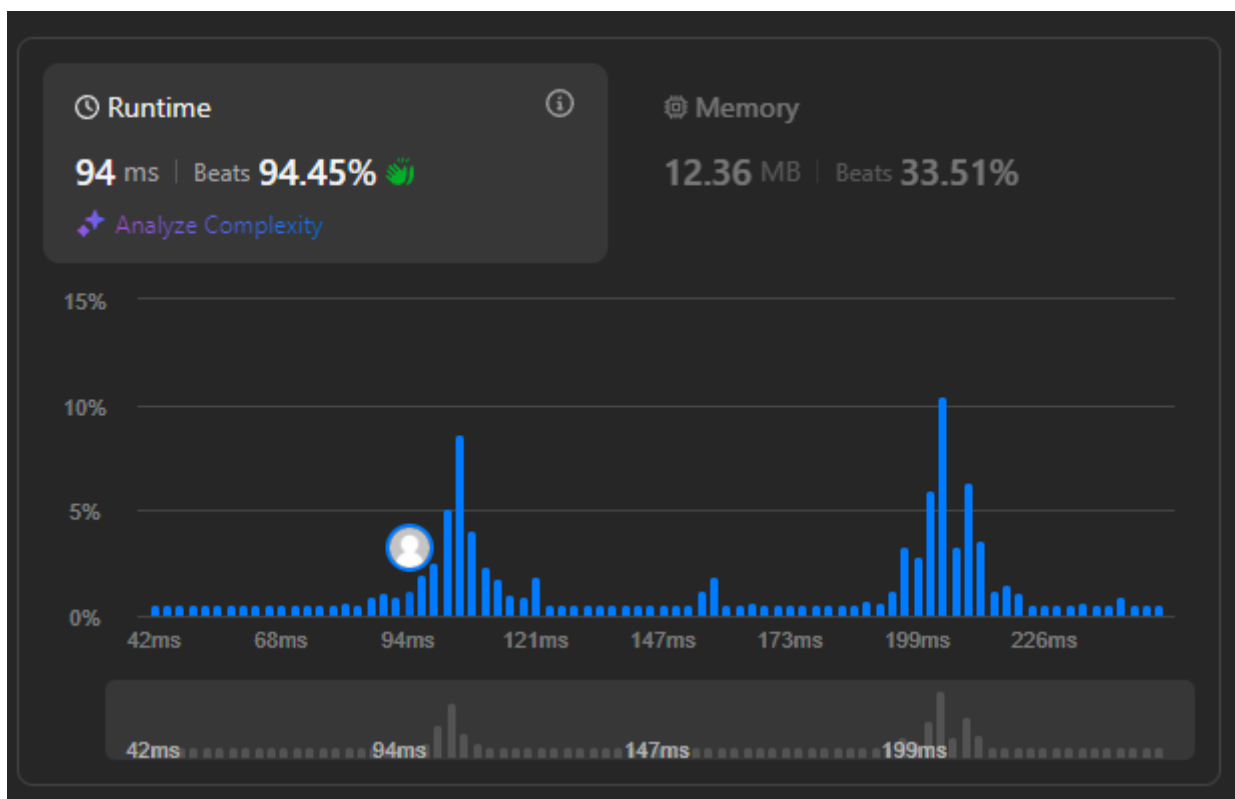 Runtime
94 ms | Beats 94.45%
Analyze Complexity
Memory
12.36 MB | Beats 33.51%
15%
10%
5%
0%
42ms 68ms 94ms 121ms 147ms 173ms 199ms 226ms
42ms 94ms 147ms 199ms